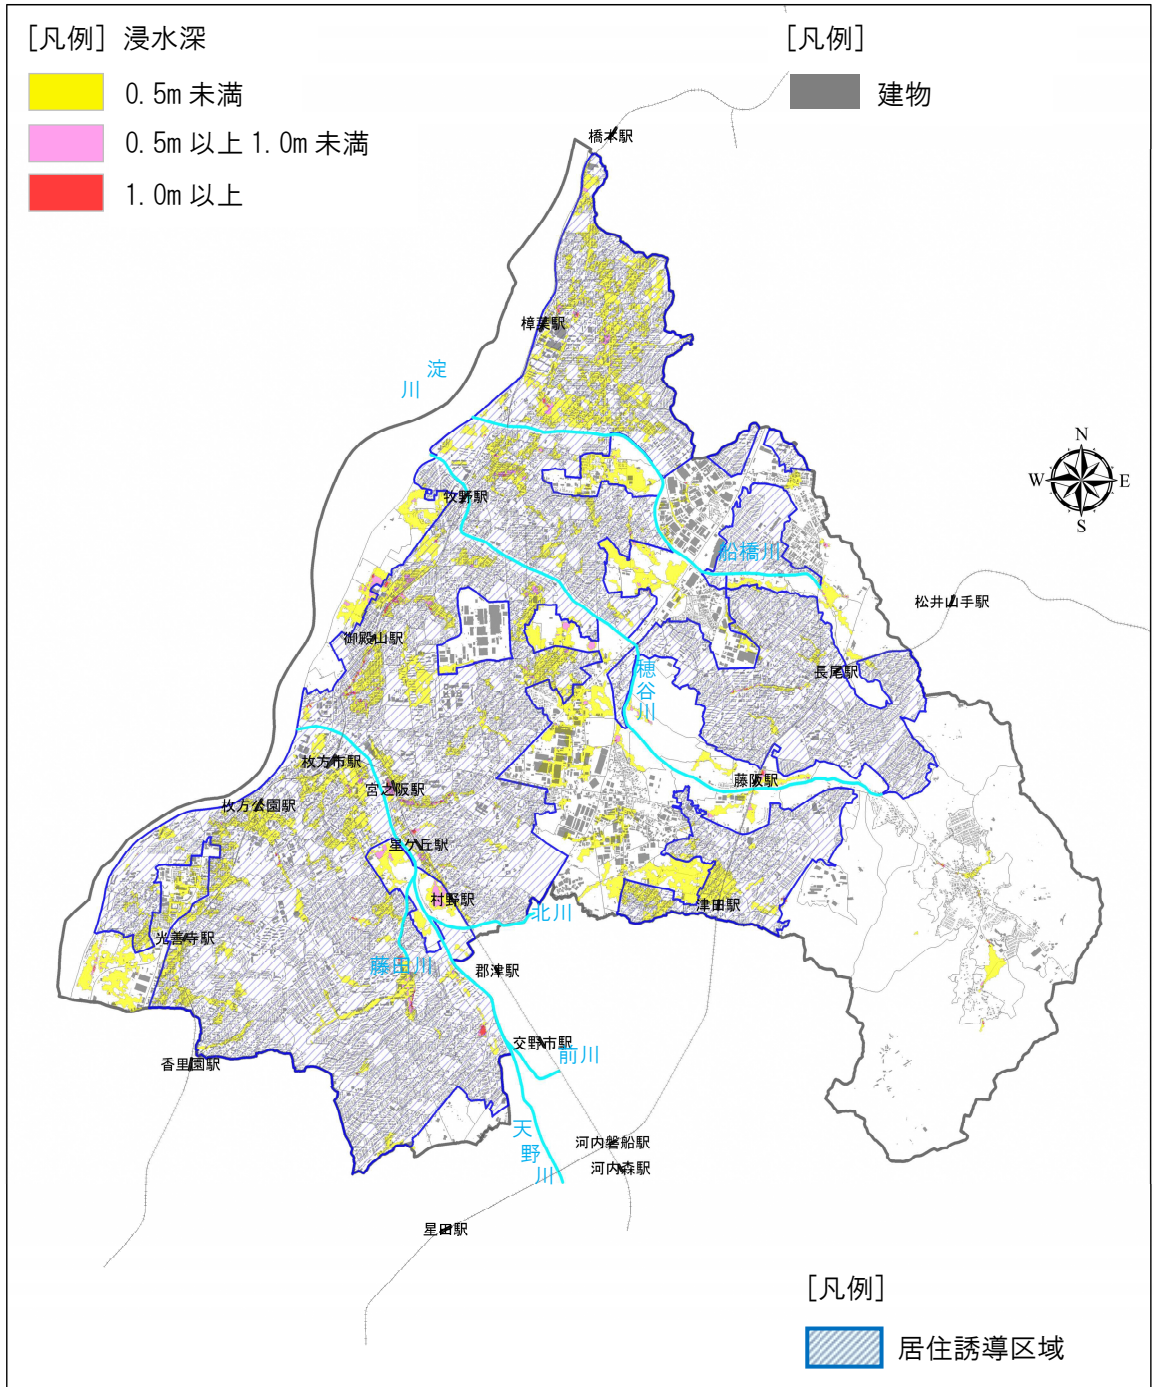 [凡例] 浸水深
0.5m 未満
0.5m 以上 1.0m 未満
1.0m 以上
[凡例]
建物
橋本駅
樟葉駅
淀川
N
W E
S
牧野駅
船橋川
松井山手駅
御殿山駅
穂谷川
長尾駅
枚方市駅
宮之阪駅
藤阪駅
枚方公園駅
星ケ丘駅
村野駅
北川
津田駅
光善寺駅
藤田川
郡津駅
交野市駅
前川
香里園駅
天野川
河内磐船駅
河内森駅
星田駅
[凡例]
居住誘導区域